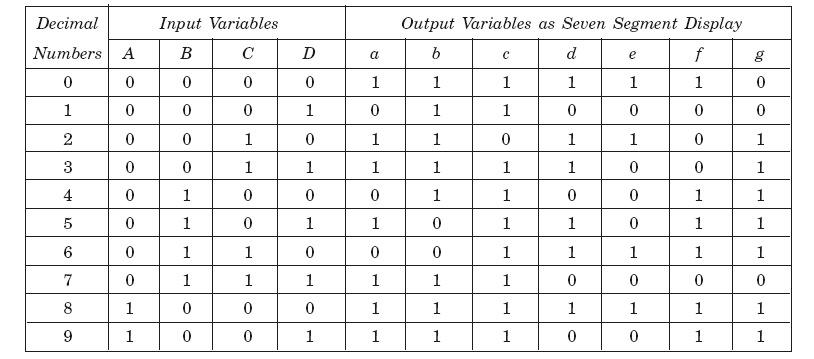 Decimal Input Variables Output Variables as Seven Segment Display
Numbers A B C D a b c d e f g
0 0 0 0 0 1 1 1 1 1 1 0
1 0 0 0 1 0 1 1 0 0 0 0
2 0 0 1 0 1 1 0 1 1 0 1
3 0 0 1 1 1 1 1 1 0 0 1
4 0 1 0 0 0 1 1 0 0 1 1
5 0 1 0 1 1 0 1 1 0 1 1
6 0 1 1 0 0 0 1 1 1 1 1
7 0 1 1 1 1 1 1 0 0 0 0
8 1 0 0 0 1 1 1 1 1 1 1
9 1 0 0 1 1 1 1 0 0 1 1